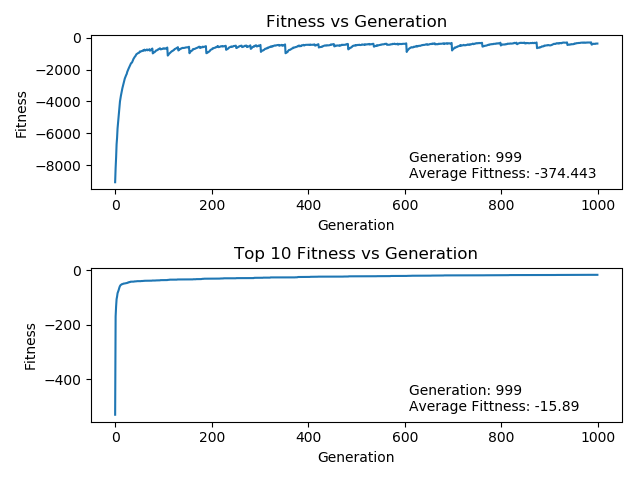 Fitness vs Generation
0
−2000
−4000
−6000
−8000
Fitness
Generation: 999
Average Fittness: -374.443
0 200 400 600 800 1000
Generation
Top 10 Fitness vs Generation
0
−200
−400
Fitness
Generation: 999
Average Fittness: -15.89
0 200 400 600 800 1000
Generation